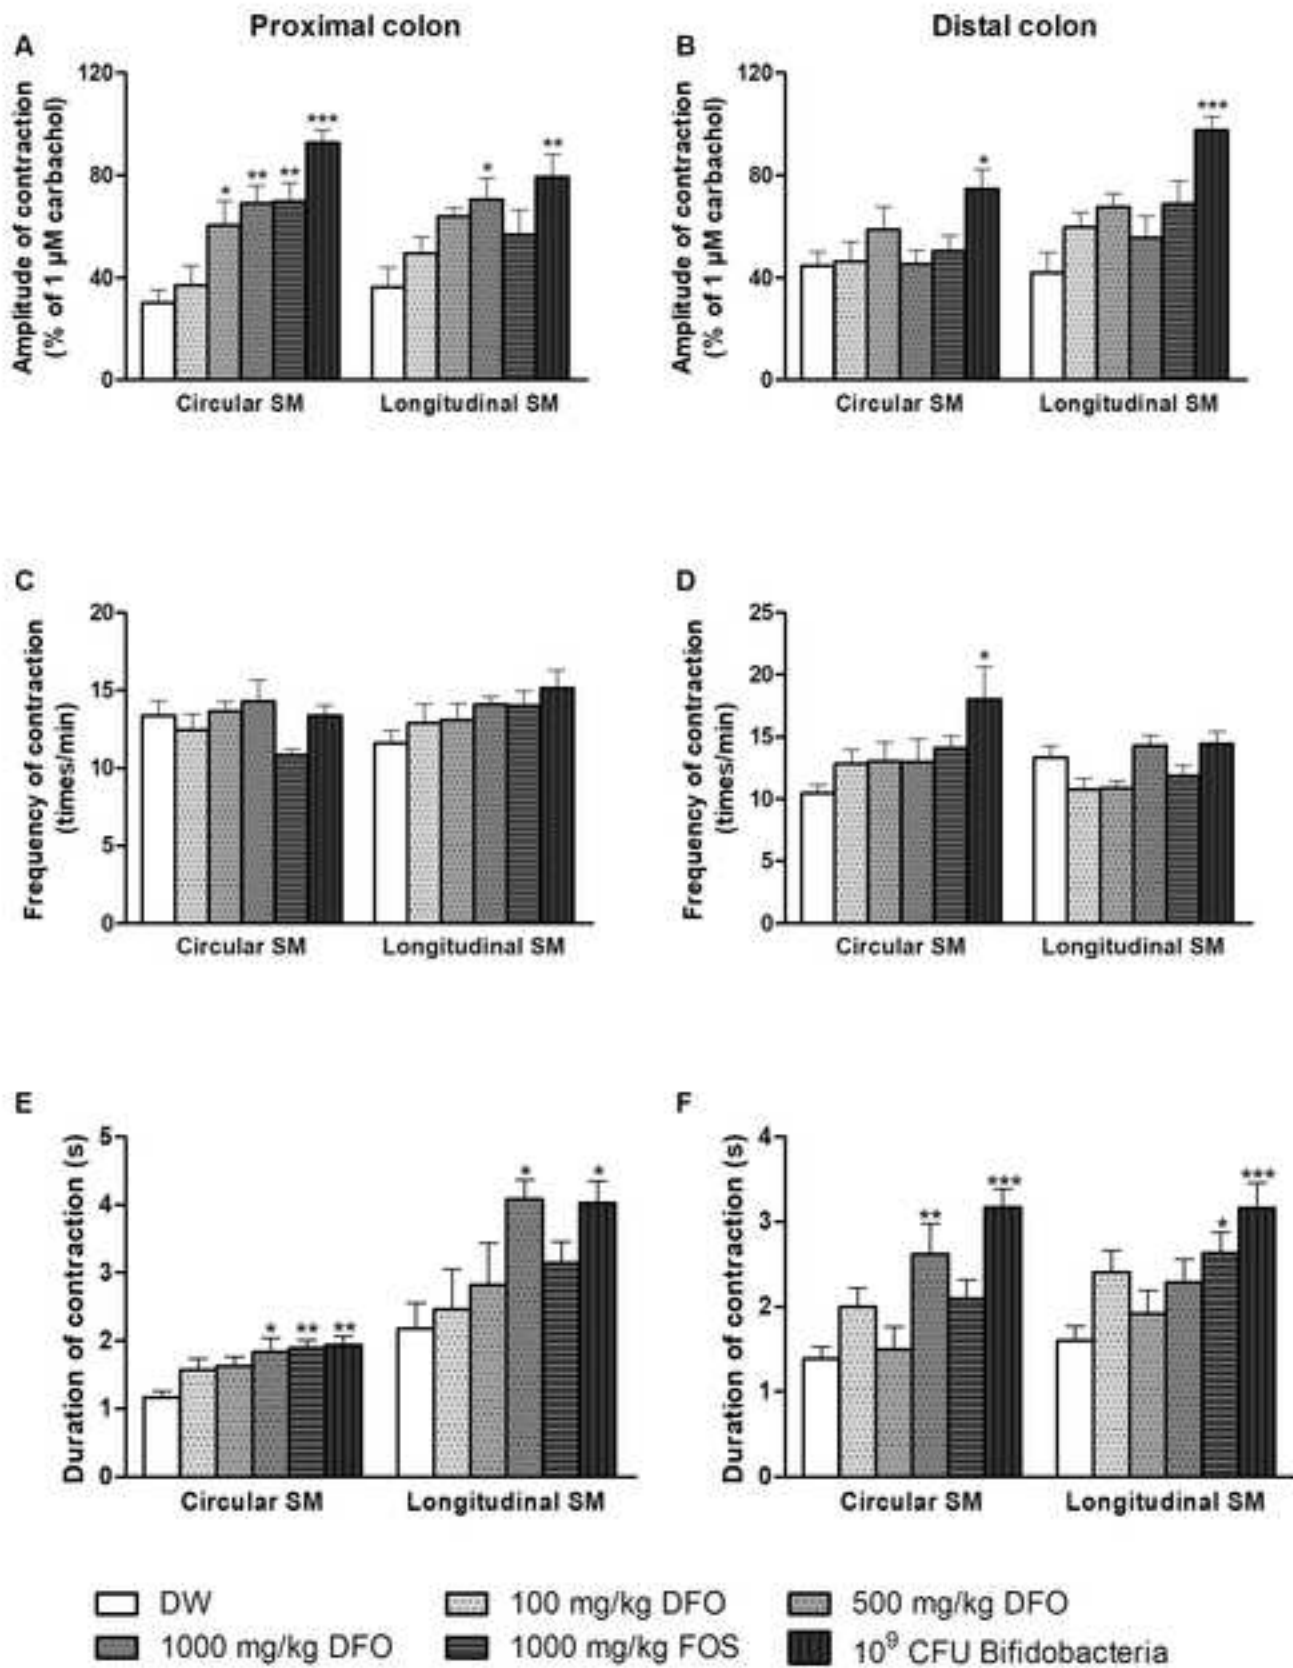 Proximal colon
Distal colon
A
Amplitude of contraction
(% of 1 µM carbachol)
120
80
40
0
*
**
**
***
*
**
Circular SM
Longitudinal SM
B
Amplitude of contraction
(% of 1 µM carbachol)
120
80
40
0
*
***
Circular SM
Longitudinal SM
C
Frequency of contraction
(times/min)
20
15
10
5
0
Circular SM
Longitudinal SM
D
Frequency of contraction
(times/min)
25
20
15
10
5
0
*
Circular SM
Longitudinal SM
E
Duration of contraction (s)
5
4
3
2
1
0
*
**
**
*
*
Circular SM
Longitudinal SM
F
Duration of contraction (s)
4
3
2
1
0
**
***
*
***
Circular SM
Longitudinal SM
DW
100 mg/kg DFO
500 mg/kg DFO
1000 mg/kg DFO
1000 mg/kg FOS
10⁹ CFU Bifidobacteria